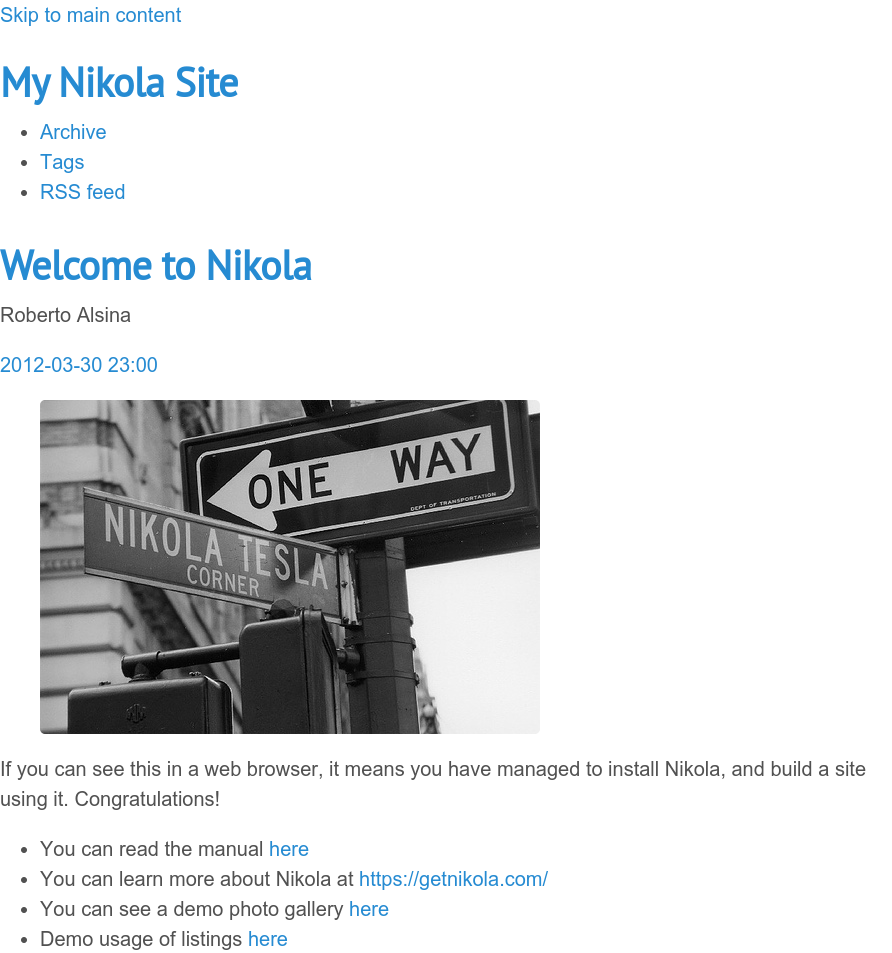 Skip to main content
My Nikola Site
Archive
Tags
RSS feed
Welcome to Nikola
Roberto Alsina
2012-03-30 23:00
ONE WAY
DEPT OF TRANSPORTATION
NIKOLA TESLA
CORNER
If you can see this in a web browser, it means you have managed to install Nikola, and build a site
using it. Congratulations!
You can read the manual here
You can learn more about Nikola at https://getnikola.com/
You can see a demo photo gallery here
Demo usage of listings here